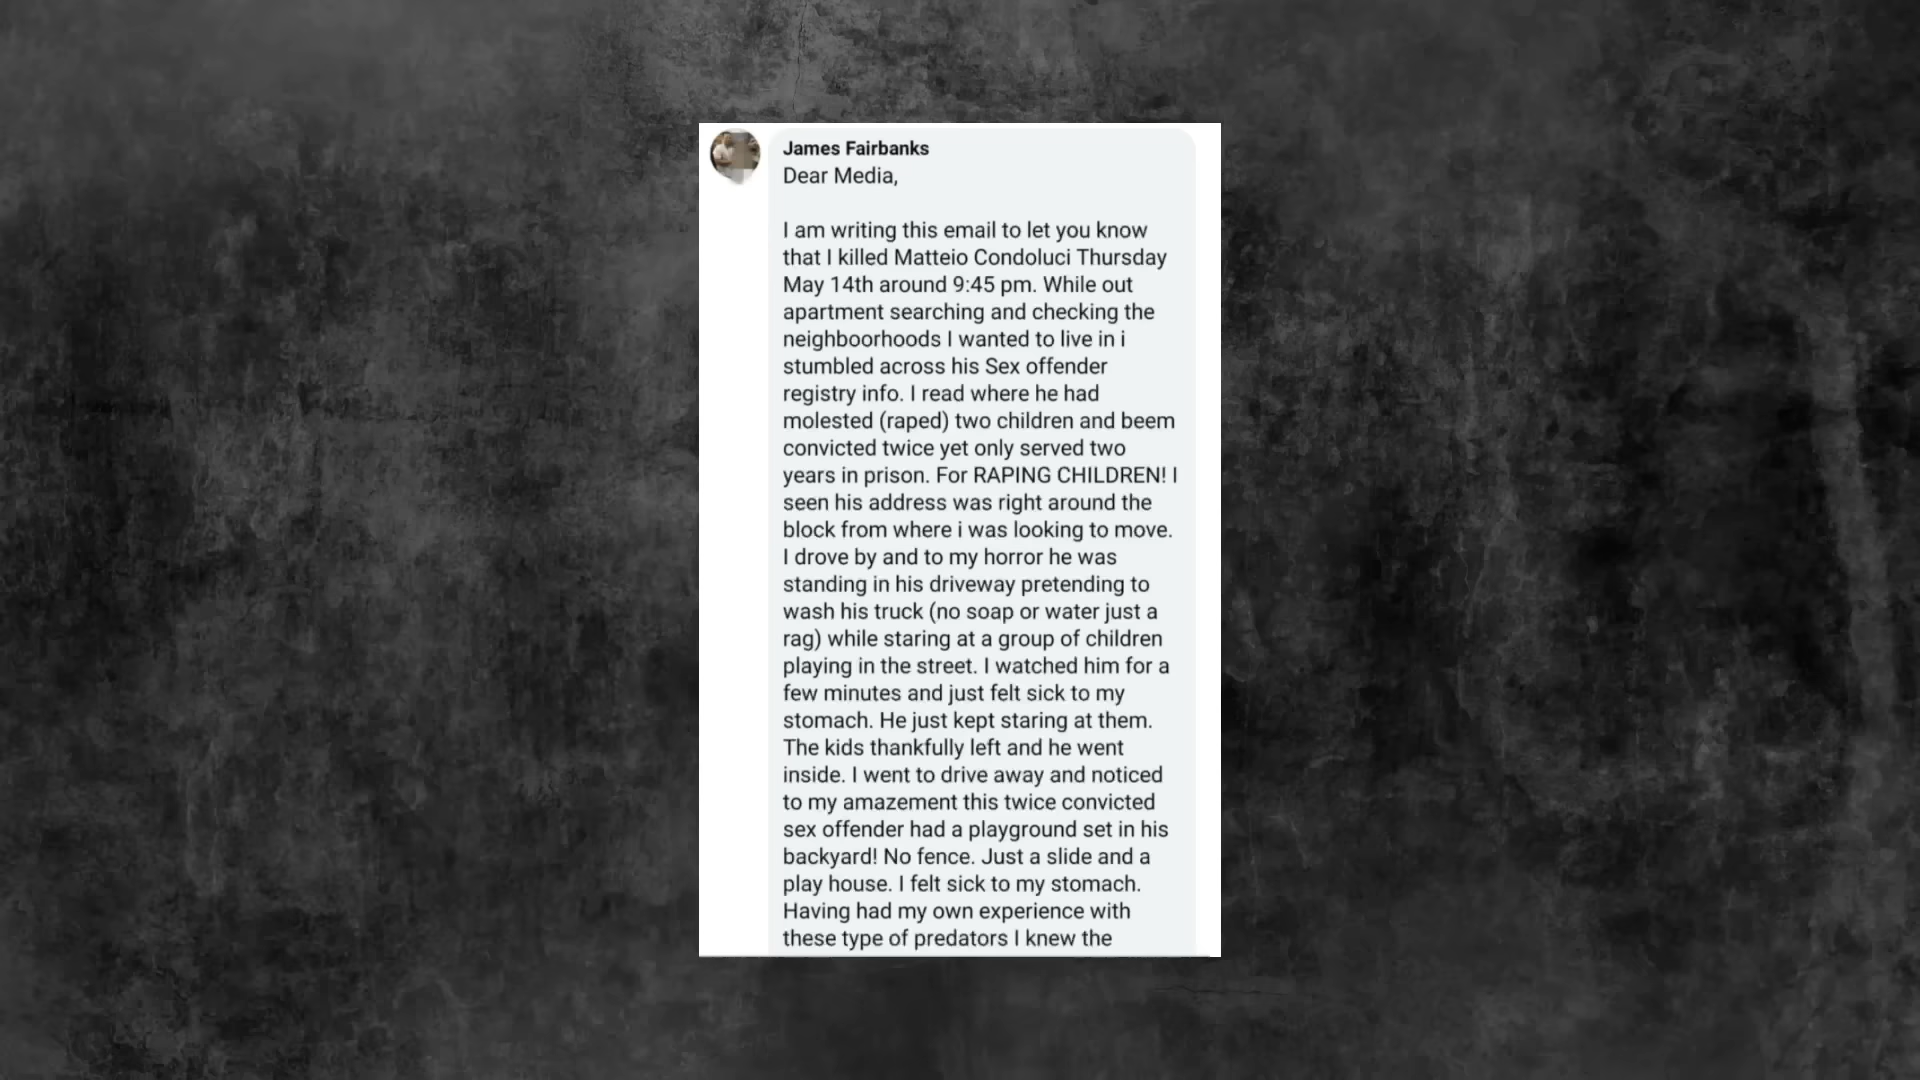 James Fairbanks
Dear Media,
I am writing this email to let you know
that I killed Matteio Condoluci Thursday
May 14th around 9:45 pm. While out
apartment searching and checking the
neighboorhoods I wanted to live in i
stumbled across his Sex offender
registry info. I read where he had
molested (raped) two children and beem
convicted twice yet only served two
years in prison. For RAPING CHILDREN! I
seen his address was right around the
block from where i was looking to move.
I drove by and to my horror he was
standing in his driveway pretending to
wash his truck (no soap or water just a
rag) while staring at a group of children
playing in the street. I watched him for a
few minutes and just felt sick to my
stomach. He just kept staring at them.
The kids thankfully left and he went
inside. I went to drive away and noticed
to my amazement this twice convicted
sex offender had a playground set in his
backyard! No fence. Just a slide and a
play house. I felt sick to my stomach.
Having had my own experience with
these type of predators I knew the